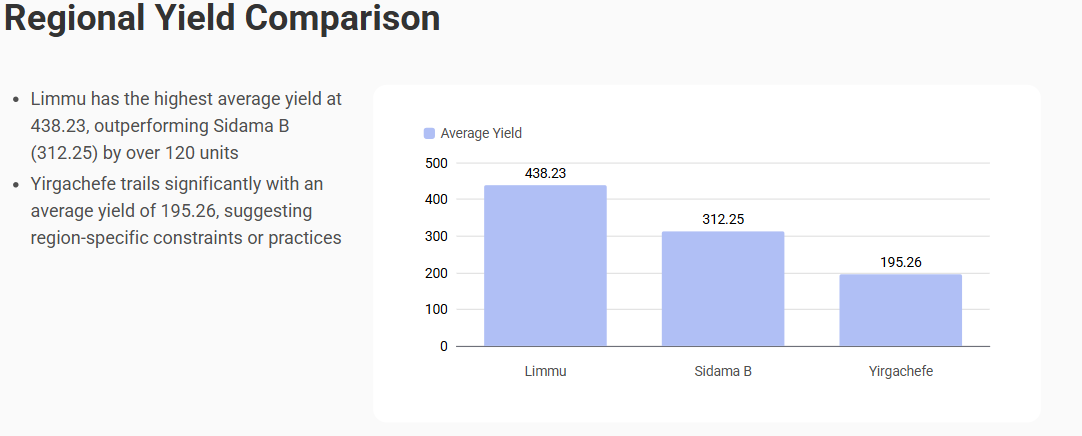 Regional Yield Comparison
• Limmu has the highest average yield at
438.23, outperforming Sidama B
(312.25) by over 120 units
• Yirgachefe trails significantly with an
average yield of 195.26, suggesting
region-specific constraints or practices
Average Yield
500
400
300
200
100
0
438.23
312.25
195.26
Limmu
Sidama B
Yirgachefe